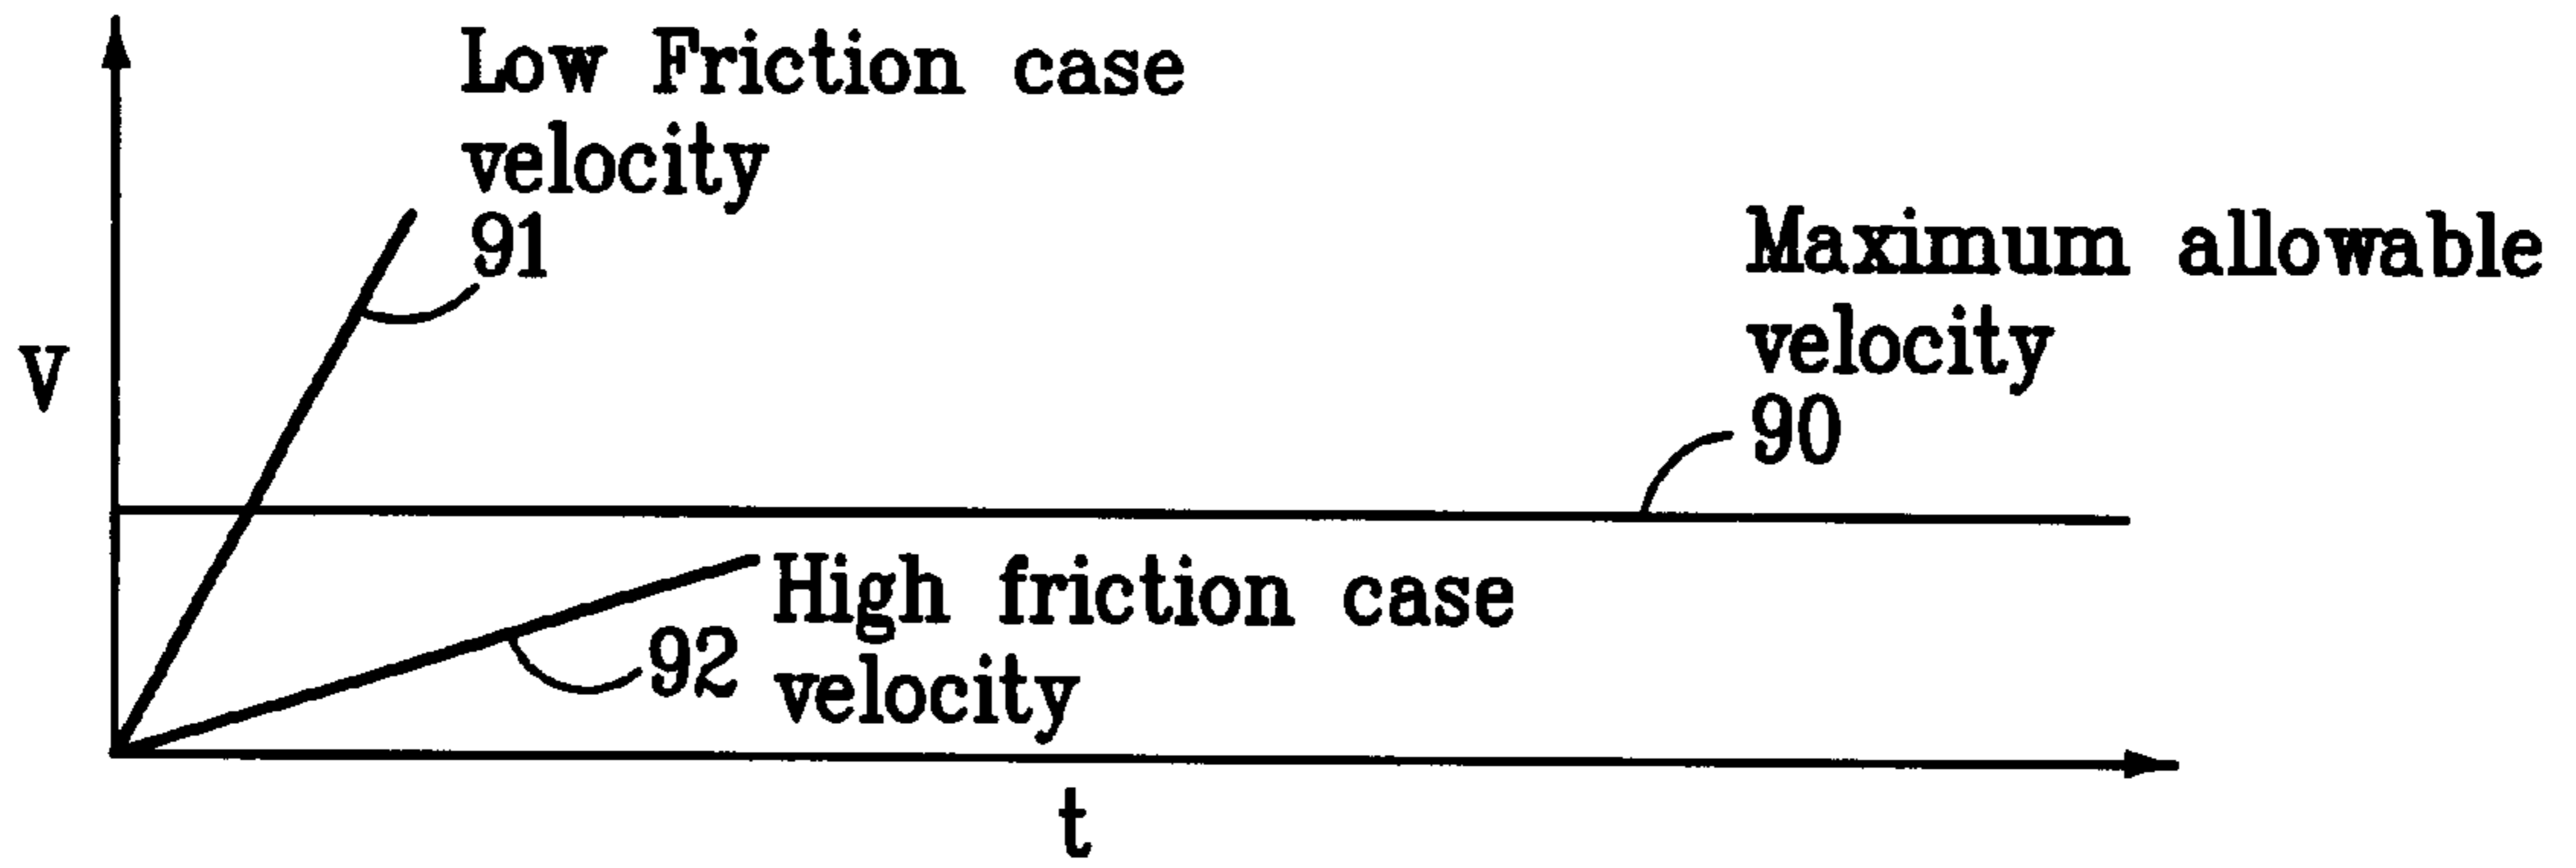 Low Friction case
velocity
91
Maximum allowable
velocity
90
V
High friction case
velocity
92
t